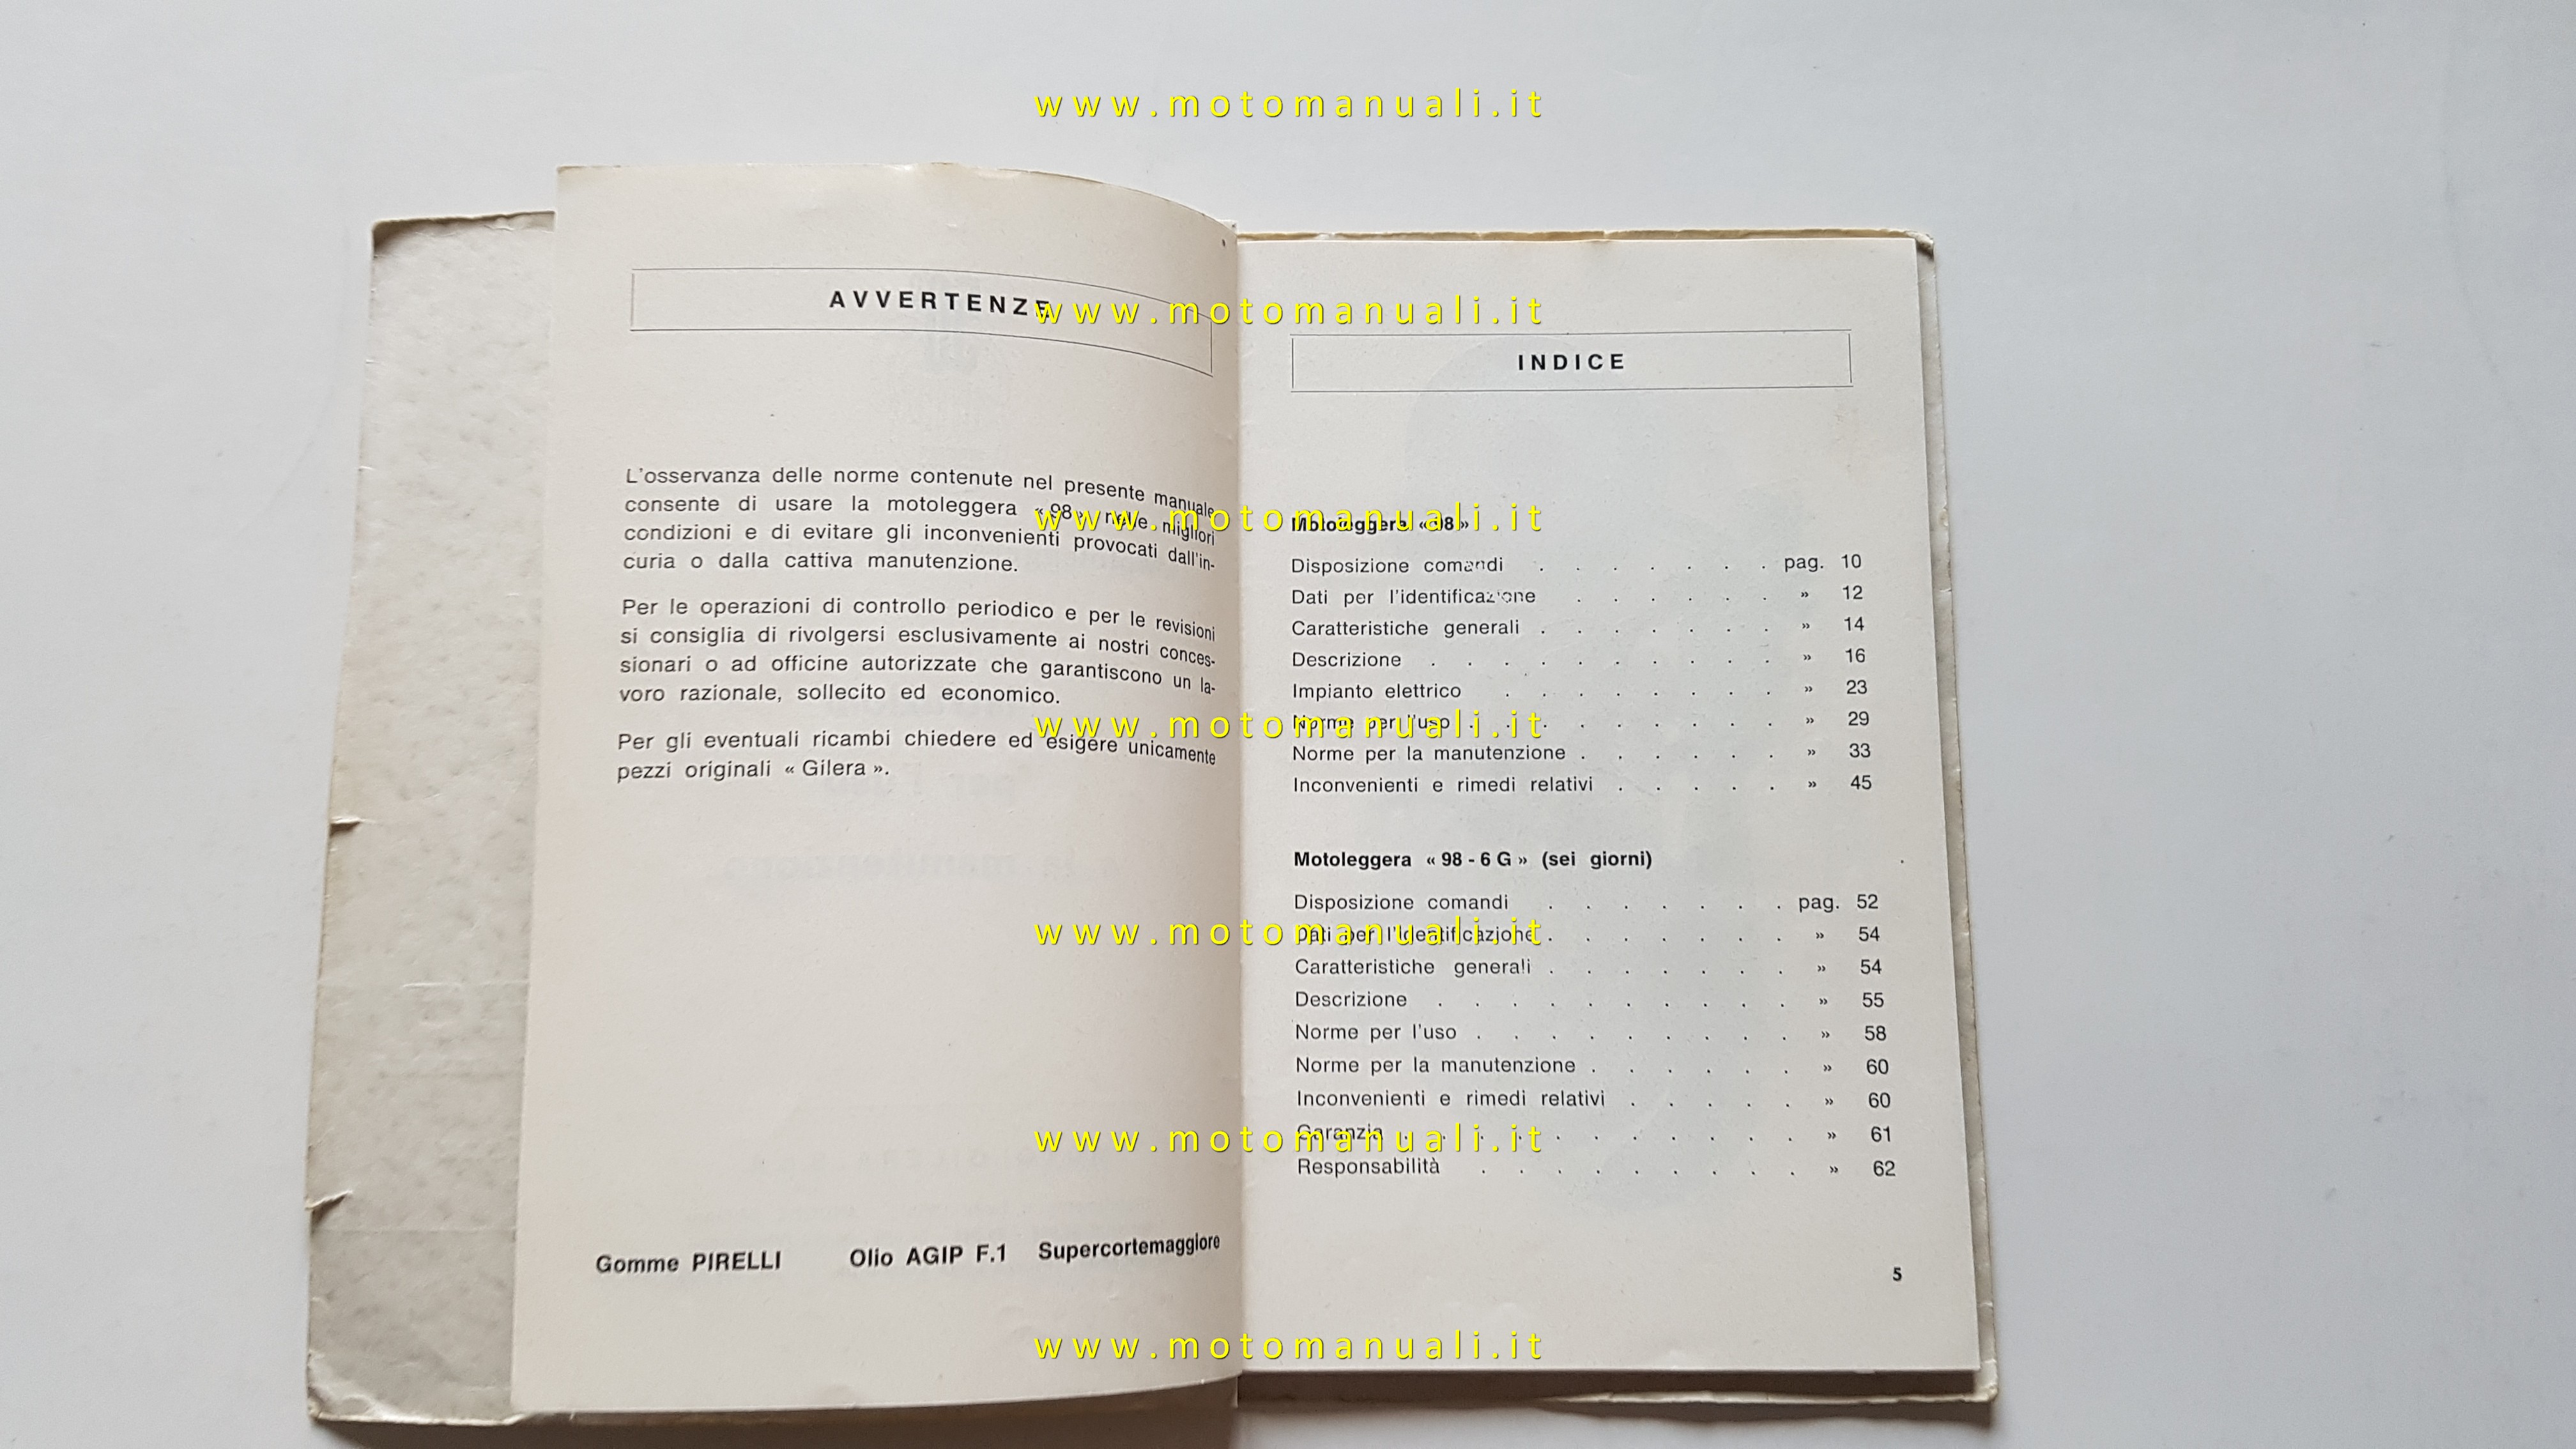 www.motomanuali.it
AVVERTENZE
L'osservanza delle norme contenute nel presente manuale
consente di usare la motoleggera « 98 » nelle migliori
condizioni e di evitare gli inconvenienti provocati dall'in-
curia o dalla cattiva manutenzione.
Per le operazioni di controllo periodico e per le revisioni
si consiglia di rivolgersi esclusivamente ai nostri conces-
sionari o ad officine autorizzate che garantiscono un la-
voro razionale, sollecito ed economico.
Per gli eventuali ricambi chiedere ed esigere unicamente
pezzi originali « Gilera ».
Gomme PIRELLI Olio AGIP F.1 Supercortemaggiore
www.motomanuali.it
INDICE
www.motomanuali.it
Motoleggera « 98 »
Disposizione comandi . . . . . . . pag. 10
Dati per l'identificazione . . . . . . » 12
Caratteristiche generali . . . . . . . » 14
Descrizione . . . . . . . . . . » 16
Impianto elettrico . . . . . . . . » 23
Norme per l'uso . . . . . . . . . » 29
www.motomanuali.it
Norme per la manutenzione . . . . . . » 33
Inconvenienti e rimedi relativi . . . . . » 45
Motoleggera « 98 - 6 G » (sei giorni)
Disposizione comandi . . . . . . . pag. 52
Dati per l'identificazione . . . . . . . » 54
www.motomanuali.it
Caratteristiche generali . . . . . . . » 54
Descrizione . . . . . . . . . . » 55
Norme per l'uso . . . . . . . . . » 58
Norme per la manutenzione . . . . . . » 60
Inconvenienti e rimedi relativi . . . . . » 60
Garanzia . . . . . . . . . . . » 61
www.motomanuali.it
Responsabilità . . . . . . . . . » 62
5
www.motomanuali.it